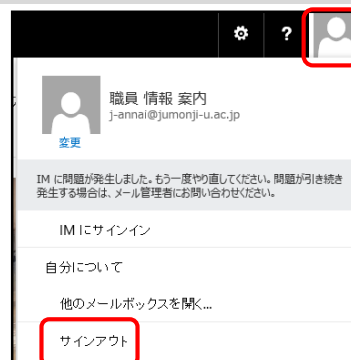 ?
職員 情報 案内
j-annai@jumonji-u.ac.jp
変更
IM に問題が発生しました。もう一度やり直してください。問題が引き続き
発生する場合は、メール管理者にお問い合わせください。
IM にサインイン
自分について
他のメールボックスを開く...
サインアウト